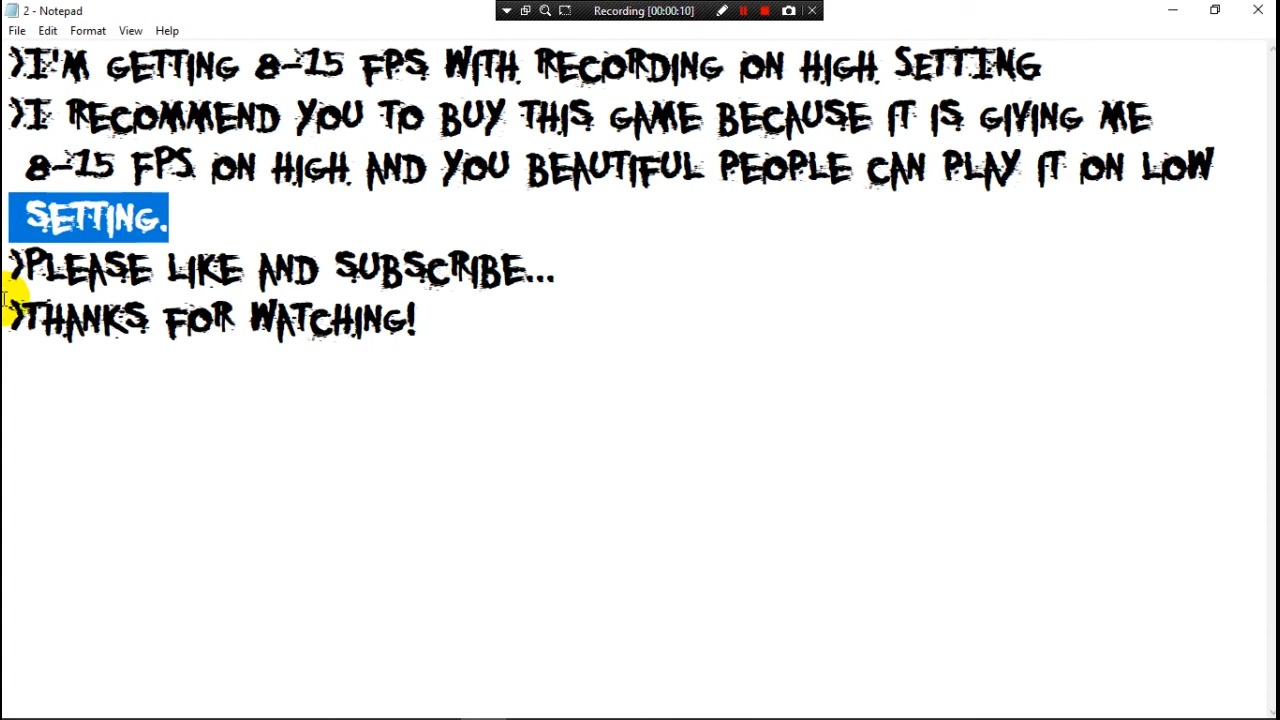 2 - Notepad
Recording [00:00:10]
File Edit Format View Help
>I'M GETTING 8-15 FPS WITH RECORDING ON HIGH SETTING
>I RECOMMEND YOU TO BUY THIS GAME BECAUSE IT IS GIVING ME
8-15 FPS ON HIGH AND YOU BEAUTIFUL PEOPLE CAN PLAY IT ON LOW
SETTING.
>PLEASE LIKE AND SUBSCRIBE...
>THANKS FOR WATCHING!